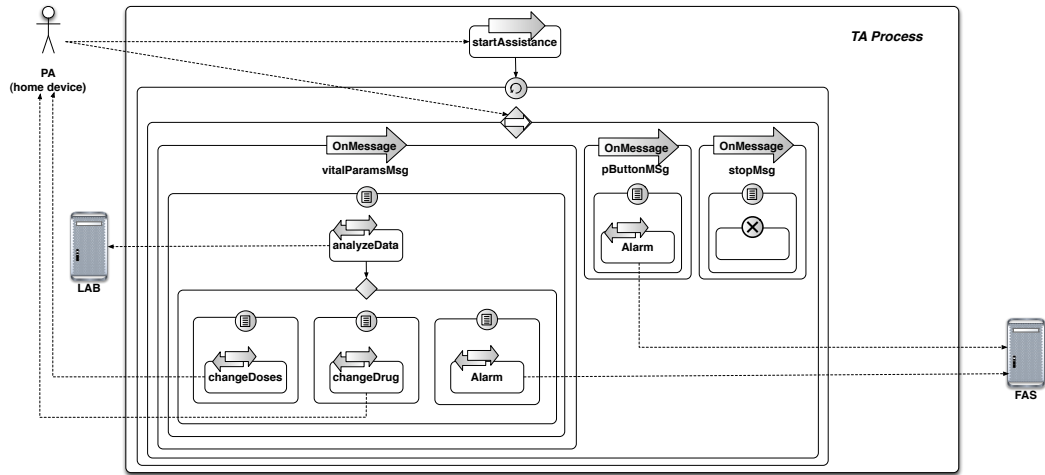 TA Process
startAssistance
PA
(home device)
OnMessage
vitalParamsMsg
OnMessage
pButtonMSg
OnMessage
stopMsg
analyzeData
Alarm
LAB
changeDoses
changeDrug
Alarm
FAS